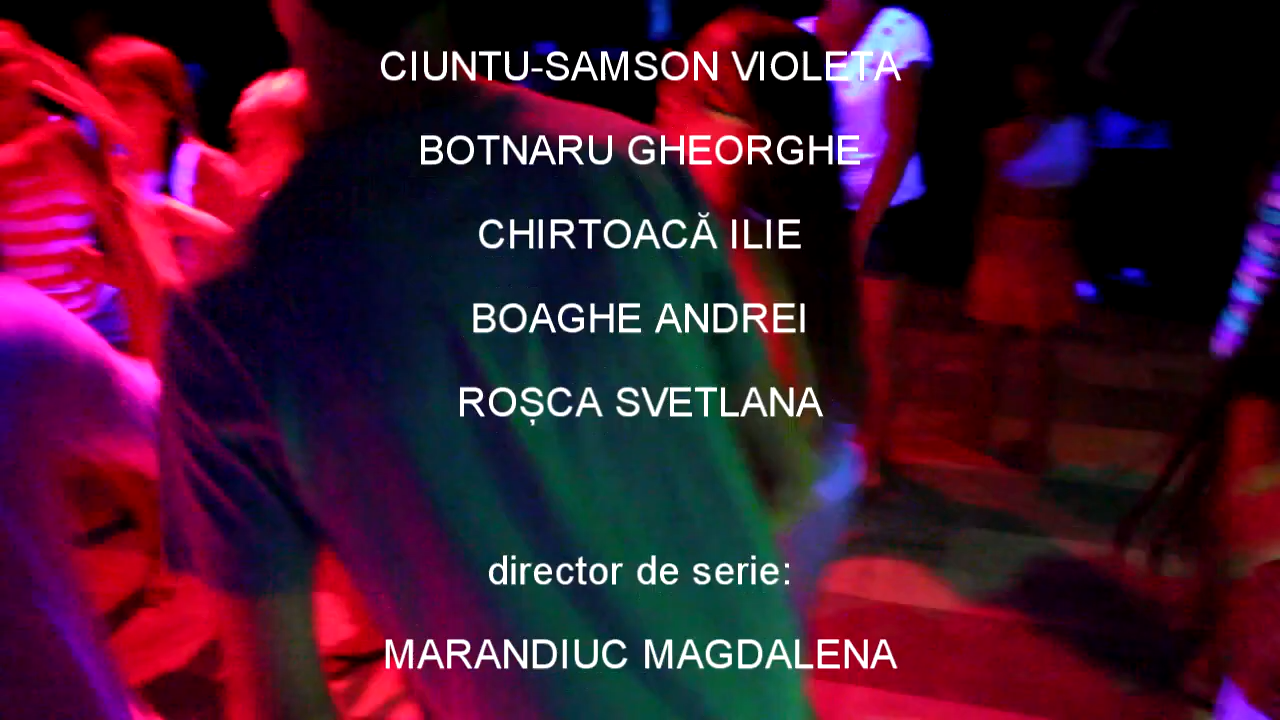 CIUNTU-SAMSON VIOLETA
BOTNARU GHEORGHE
CHIRTOACĂ ILIE
BOAGHE ANDREI
ROȘCA SVETLANA
director de serie:
MARANDIUC MAGDALENA